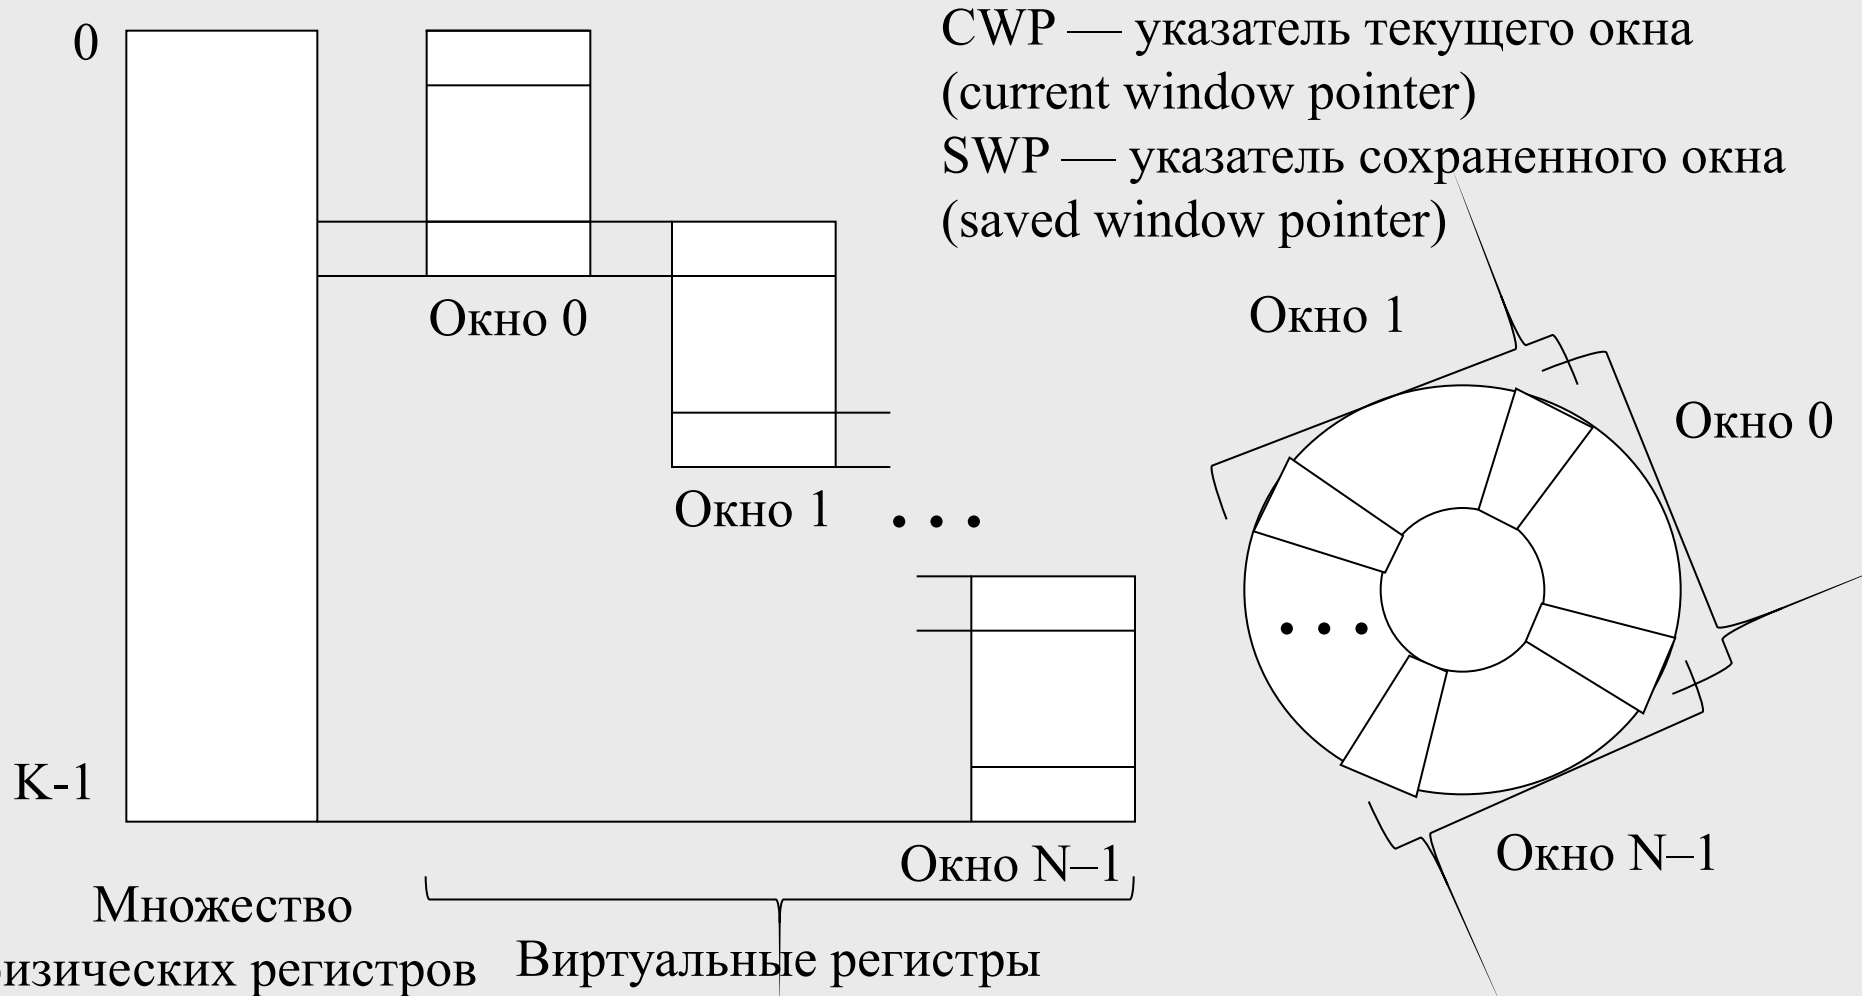 0
CWP — указатель текущего окна
(current window pointer)
SWP — указатель сохраненного окна
(saved window pointer)
Окно 0
Окно 1
Окно 0
Окно 1
• • •
• • •
K-1
Окно N–1
Окно N–1
Множество
физических регистров
Виртуальные регистры